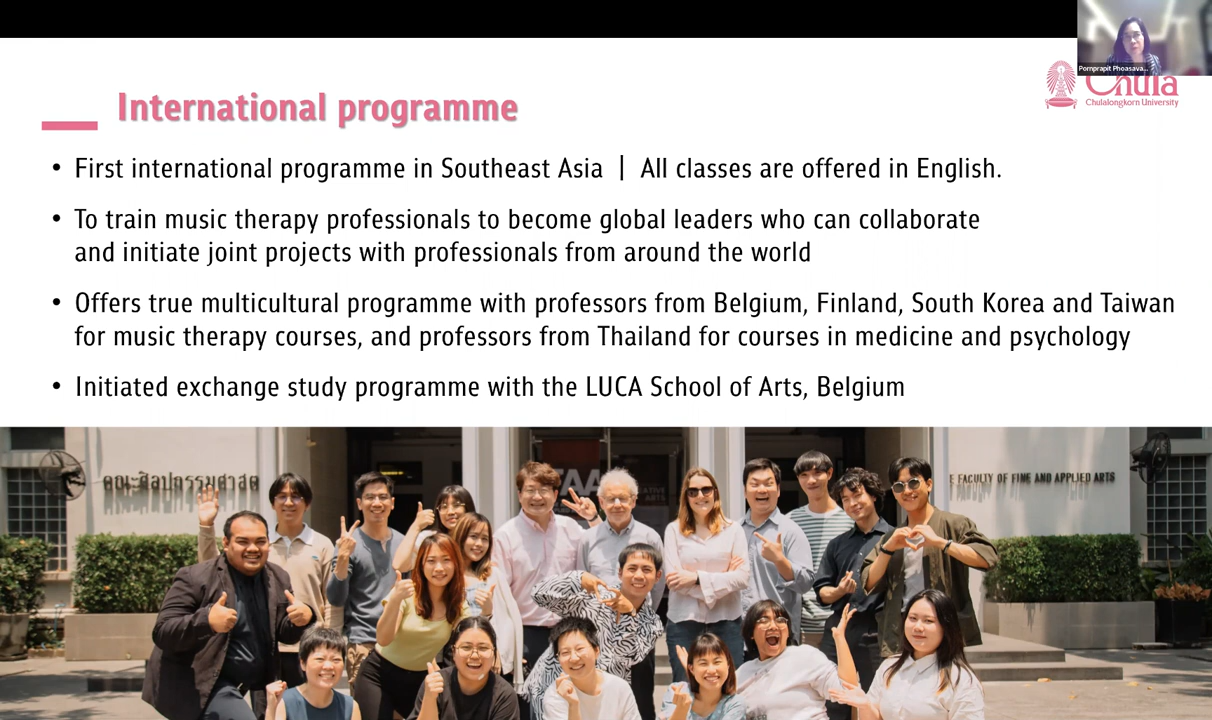 Pornprapit Phoasava...
Chula
Chulalongkorn University
International programme
• First international programme in Southeast Asia | All classes are offered in English.
• To train music therapy professionals to become global leaders who can collaborate
and initiate joint projects with professionals from around the world
• Offers true multicultural programme with professors from Belgium, Finland, South Korea and Taiwan
for music therapy courses, and professors from Thailand for courses in medicine and psychology
• Initiated exchange study programme with the LUCA School of Arts, Belgium
คณะศิลปกรรมศาสต
FAA
ARTS
FACULTY OF FINE AND APPLIED ARTS